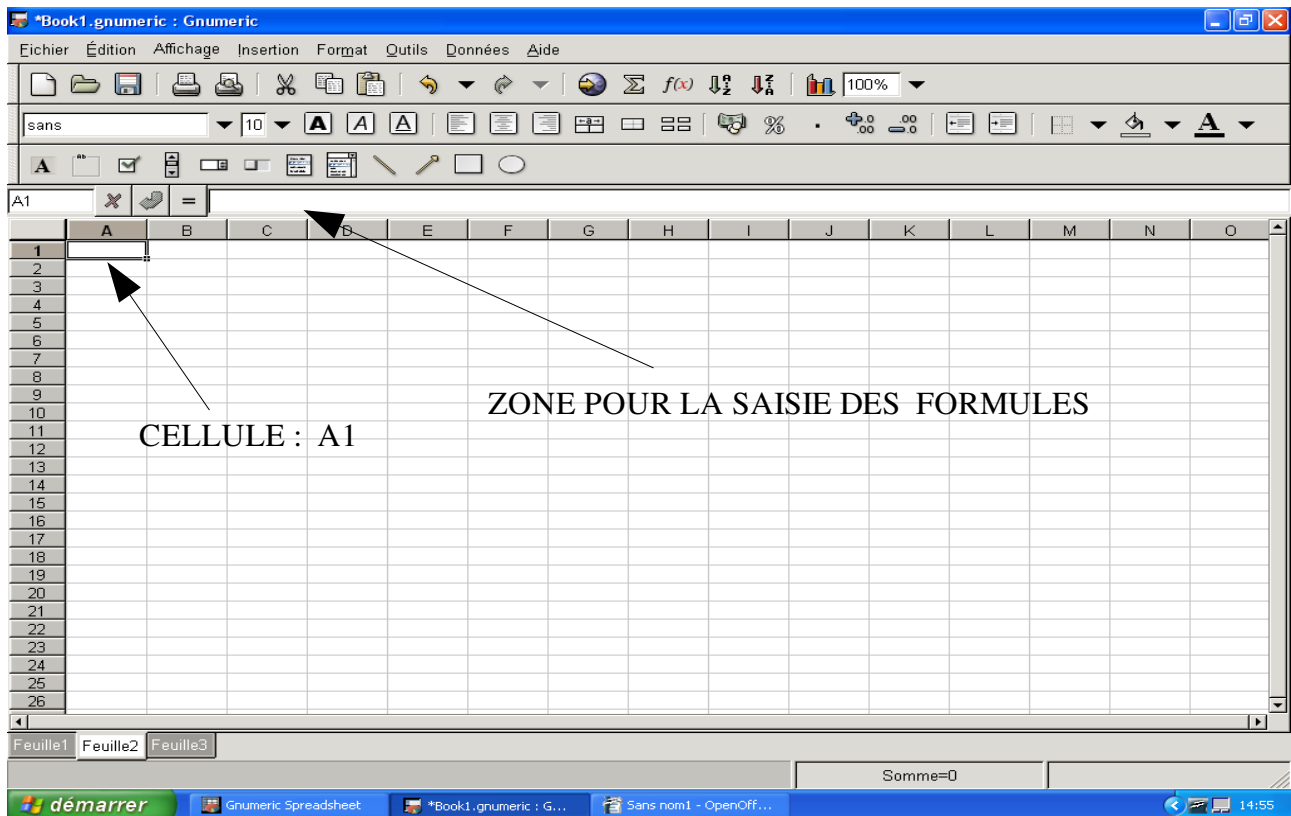 *Book1.gnumeric : Gnumeric
Eichier Édition Affichage Insertion Format Outils Données Aide
f(x) 100%
sans 10 A A A % A
A ab
A1 =
A B C D E F G H I J K L M N O
1
2
3
4
5
6
7
8
9
10
11
12
13
14
15
16
17
18
19
20
21
22
23
24
25
26
ZONE POUR LA SAISIE DES FORMULES
CELLULE : A1
Feuille1 Feuille2 Feuille3
Somme=0
démarrer Gnumeric Spreadsheet *Book1.gnumeric : G... Sans nom1 - OpenOff... 14:55